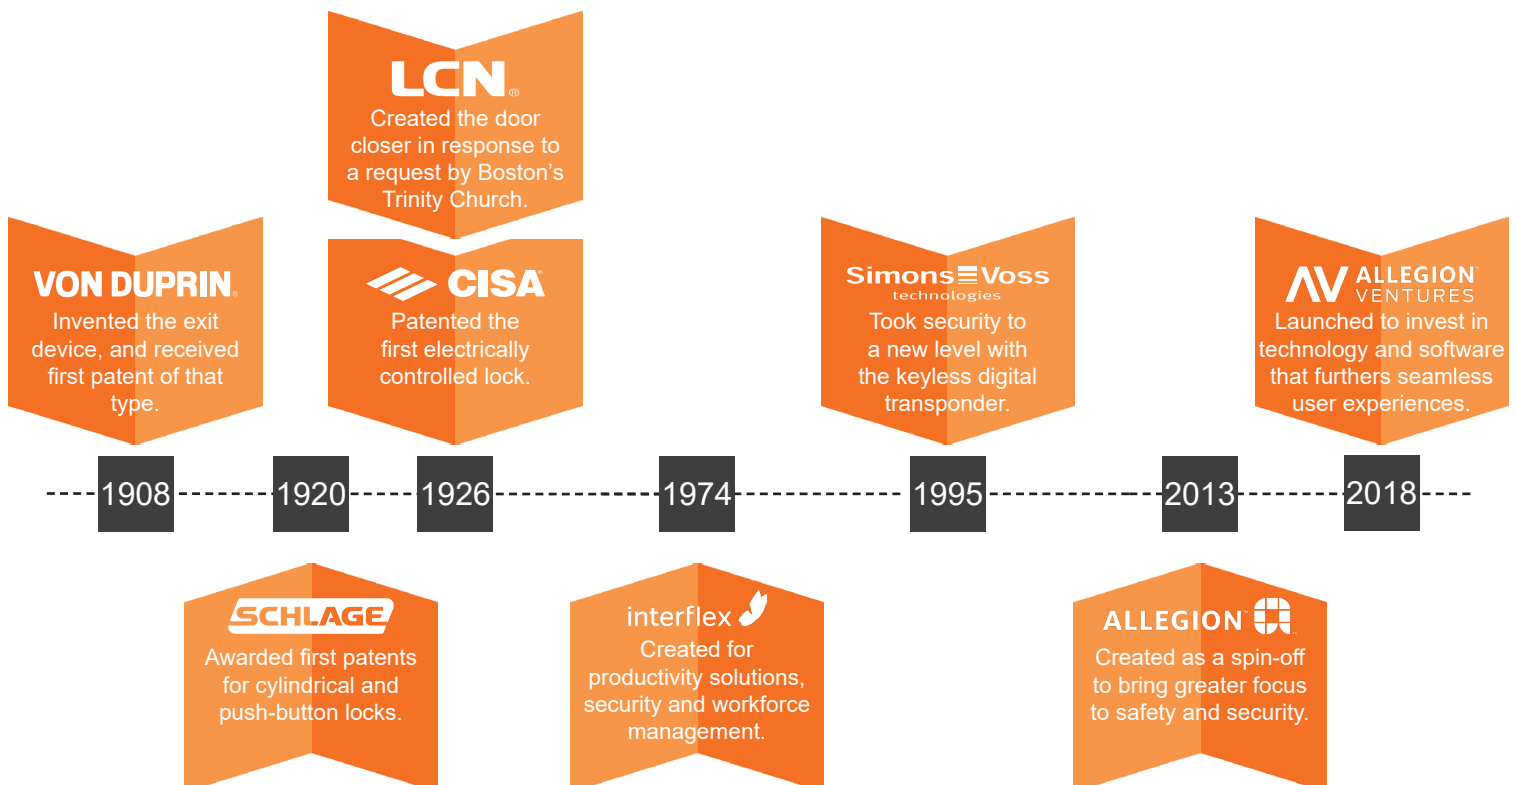 LCN®
Created the door
closer in response to
a request by Boston’s
Trinity Church.
VON DUPRIN®
Invented the exit
device, and received
first patent of that
type.
CISA
Patented the
first electrically
controlled lock.
SimonsVoss
technologies
Took security to
a new level with
the keyless digital
transponder.
AV ALLEGION™
VENTURES
Launched to invest in
technology and software
that furthers seamless
user experiences.
1908
1920
1926
1974
1995
2013
2018
SCHLAGE
Awarded first patents
for cylindrical and
push-button locks.
interflex
Created for
productivity solutions,
security and workforce
management.
ALLEGION™
Created as a spin-off
to bring greater focus
to safety and security.